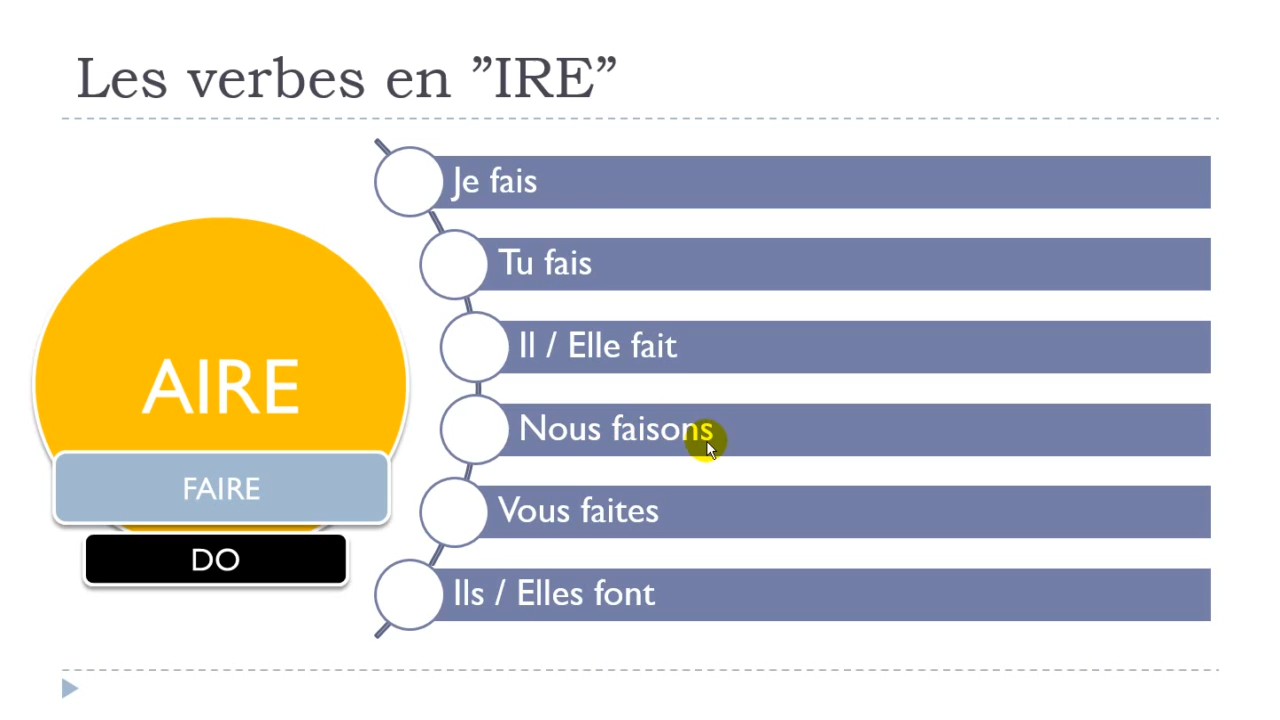 Les verbes en ”IRE”
AIRE
FAIRE
DO
Je fais
Tu fais
Il / Elle fait
Nous faisons
Vous faites
Ils / Elles font